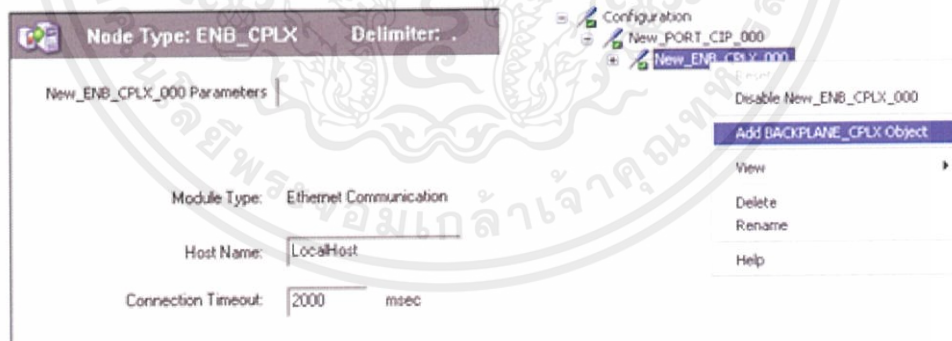 Node Type: ENB_CPLX Delimiter: .
New_ENB_CPLX_000 Parameters
Module Type: Ethernet Communication
Host Name: LocalHost
Connection Timeout: 2000 msec
Configuration
New_PORT_CIP_000
New_ENB_CPLX_000
Disable New_ENB_CPLX_000
Add BACKPLANE_CPLX Object
View
Delete
Rename
Help